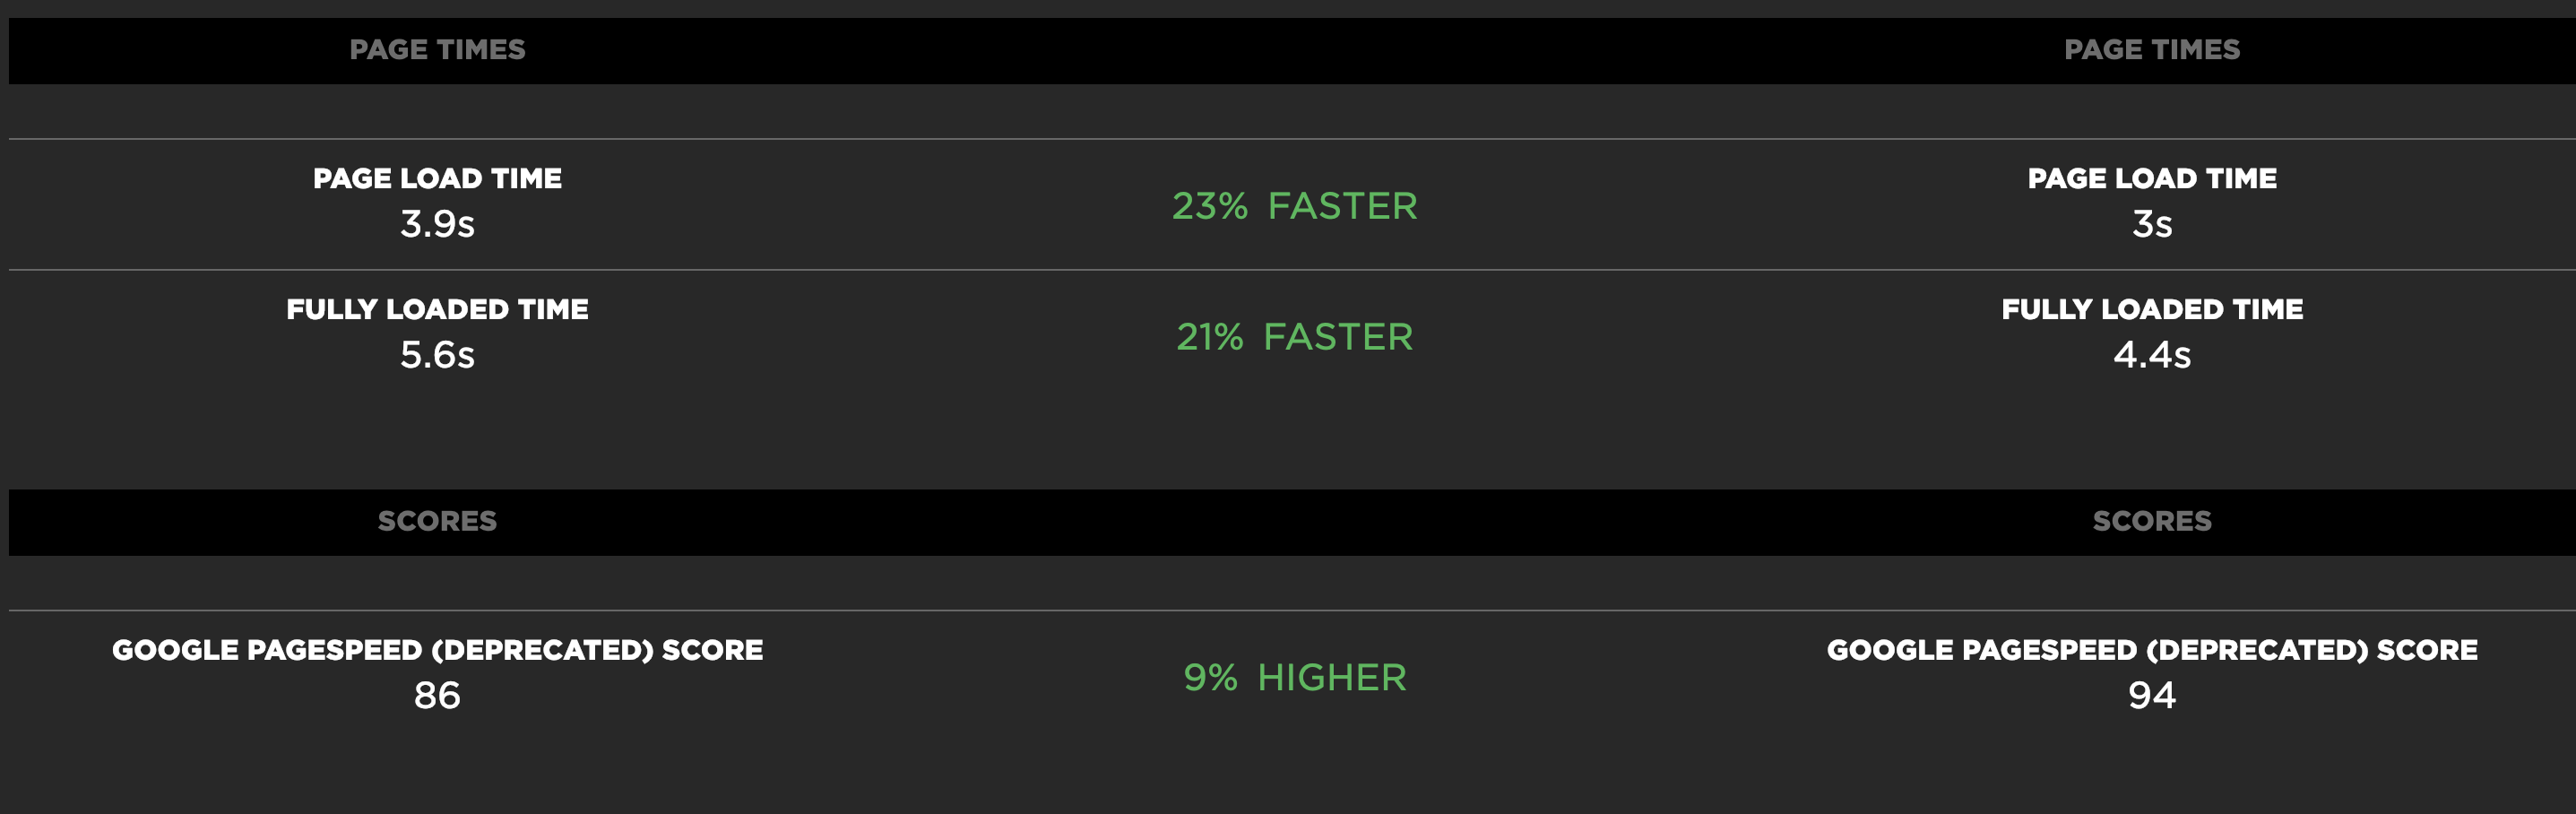 PAGE TIMES PAGE TIMES
PAGE LOAD TIME PAGE LOAD TIME
3.9s 23% FASTER 3s
FULLY LOADED TIME FULLY LOADED TIME
5.6s 21% FASTER 4.4s
SCORES SCORES
GOOGLE PAGESPEED (DEPRECATED) SCORE GOOGLE PAGESPEED (DEPRECATED) SCORE
86 9% HIGHER 94